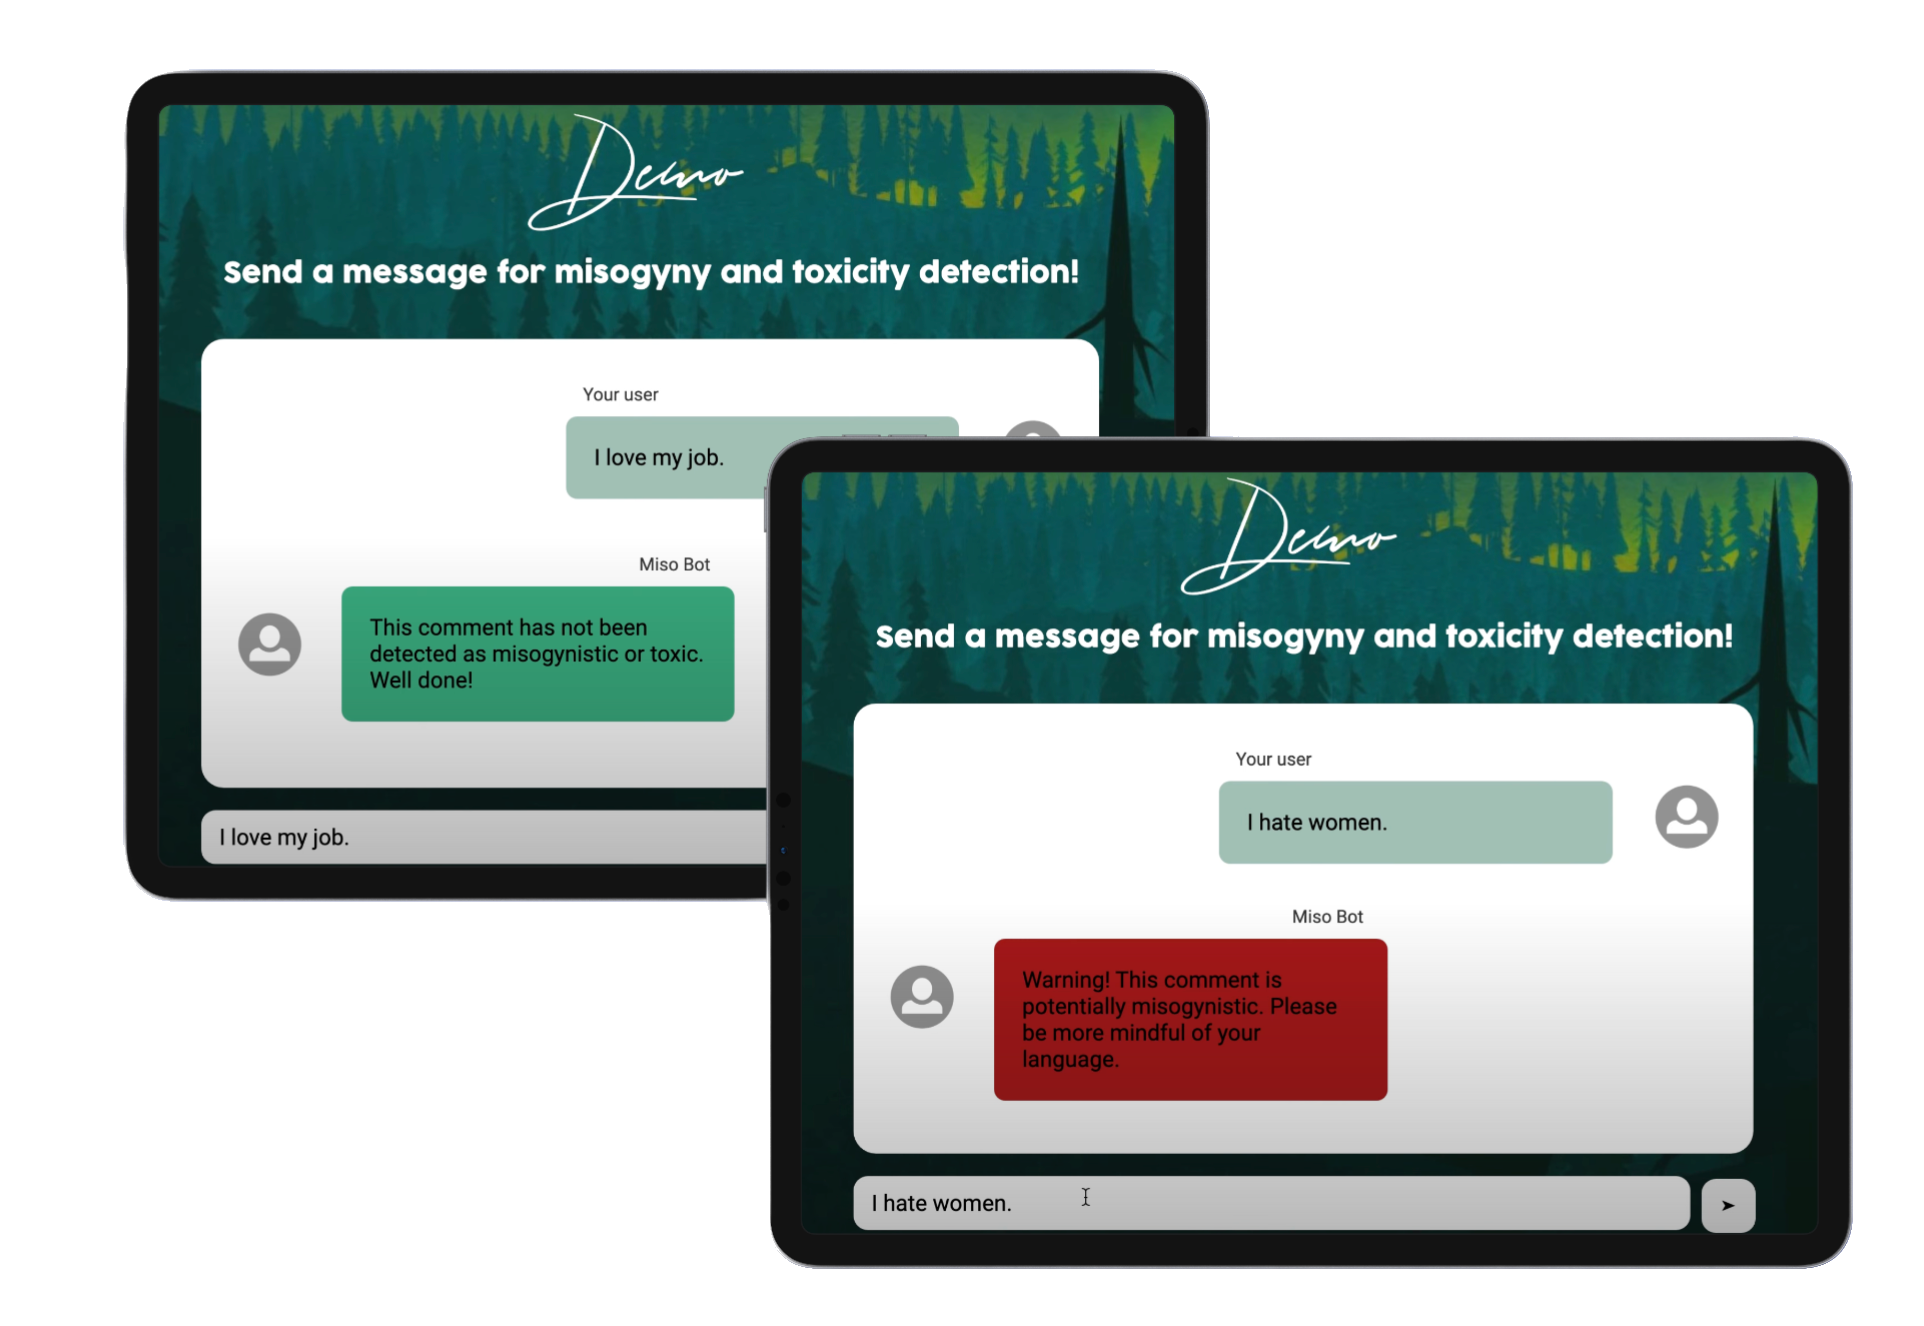 Demo
Send a message for misogyny and toxicity detection!
Your user
I love my job.
Miso Bot
This comment has not been
detected as misogynistic or toxic.
Well done!
I love my job.
Demo
Send a message for misogyny and toxicity detection!
Your user
I hate women.
Miso Bot
Warning! This comment is
potentially misogynistic. Please
be more mindful of your
language.
I hate women.